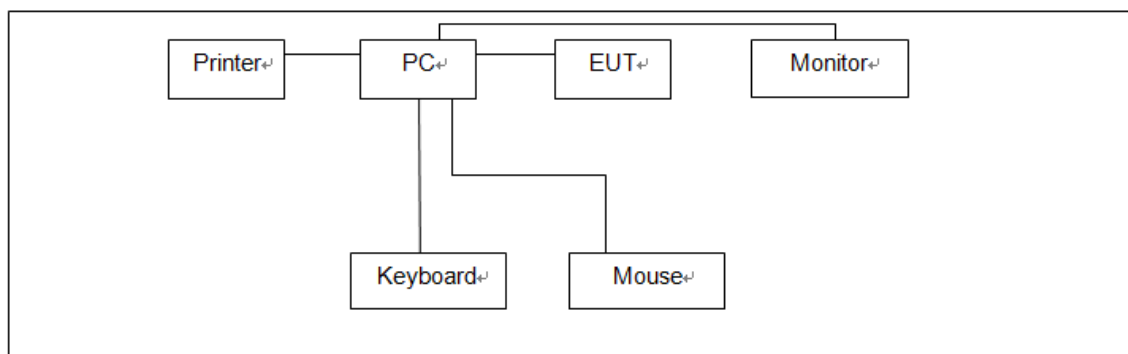 Printer
PC
EUT
Monitor
Keyboard
Mouse